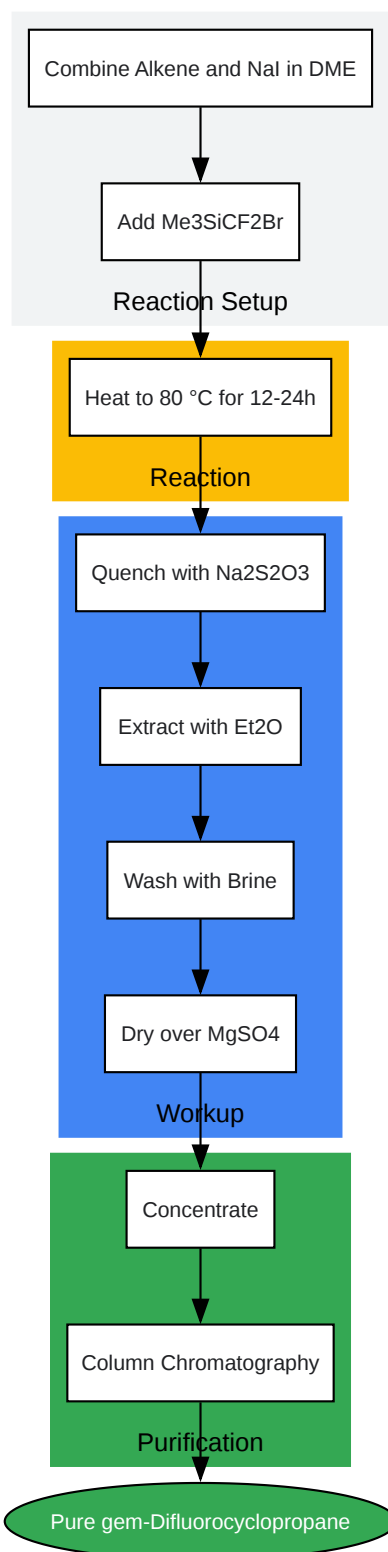 Combine Alkene and NaI in DME
Add Me3SiCF2Br
Reaction Setup
Heat to 80 °C for 12-24h
Reaction
Quench with Na2S2O3
Extract with Et2O
Wash with Brine
Dry over MgSO4
Workup
Concentrate
Column Chromatography
Purification
Pure gem-Difluorocyclopropane